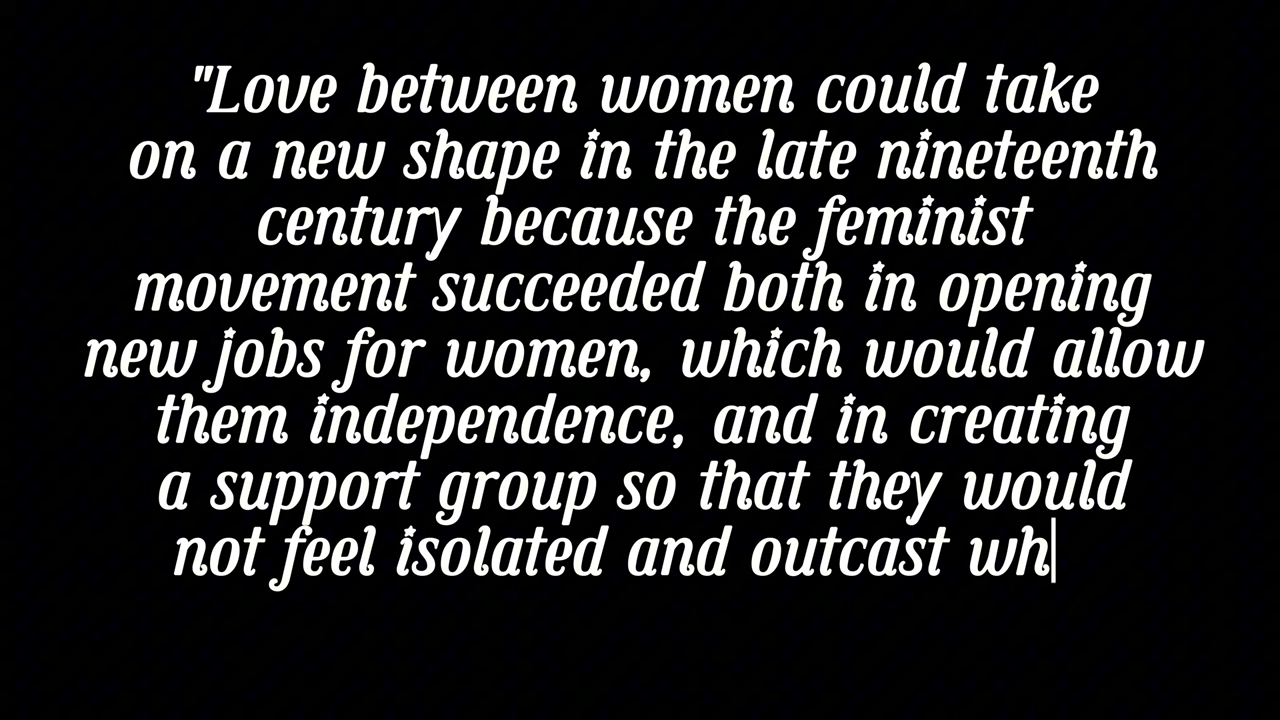 "Love between women could take
on a new shape in the late nineteenth
century because the feminist
movement succeeded both in opening
new jobs for women, which would allow
them independence, and in creating
a support group so that they would
not feel isolated and outcast wh